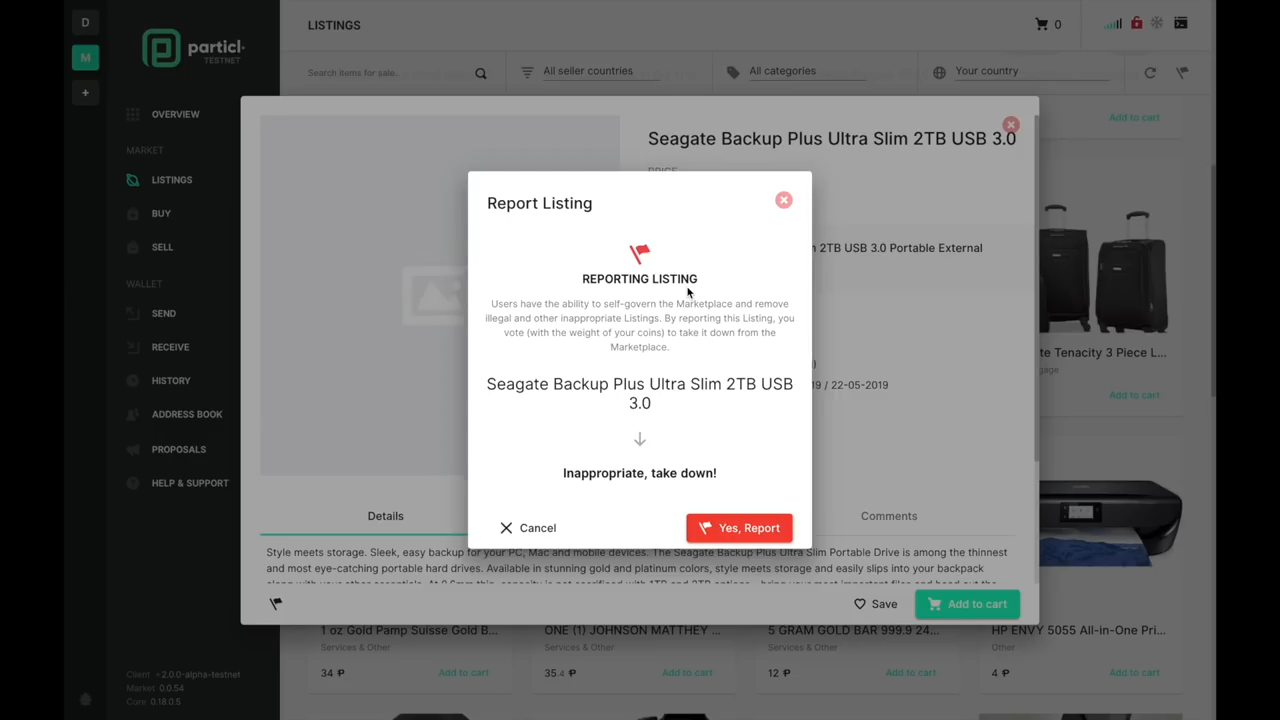 D
M
+
particl
TESTNET
OVERVIEW
MARKET
LISTINGS
BUY
SELL
WALLET
SEND
RECEIVE
HISTORY
ADDRESS BOOK
PROPOSALS
HELP & SUPPORT
Client 2.0.0-alpha-testnet
Market 0.0.54
Core 0.18.0.5
LISTINGS
0
Search items for sale..
All seller countries
All categories
Your country
Add to cart
Seagate Backup Plus Ultra Slim 2TB USB 3.0
PRICE
2TB USB 3.0 Portable External
/ 22-05-2019
Report Listing
REPORTING LISTING
Users have the ability to self-govern the Marketplace and remove
illegal and other inappropriate Listings. By reporting this Listing, you
vote (with the weight of your coins) to take it down from the
Marketplace.
Seagate Backup Plus Ultra Slim 2TB USB
3.0
Inappropriate, take down!
Cancel
Yes, Report
te Tenacity 3 Piece L...
Add to cart
Details
Comments
Style meets storage. Sleek, easy backup for your PC, Mac and mobile devices. The Seagate Backup Plus Ultra Slim Portable Drive is among the thinnest
and most eye-catching portable hard drives. Available in stunning gold and platinum colors, style meets storage and easily slips into your backpack
Save
Add to cart
1 oz Gold Pamp Suisse Gold B...
Services & Other
34 ₱
Add to cart
ONE (1) JOHNSON MATTHEY ...
Services & Other
35.4 ₱
Add to cart
5 GRAM GOLD BAR 999.9 24...
Services & Other
12 ₱
Add to cart
HP ENVY 5055 All-in-One Pri...
Other
4 ₱
Add to cart